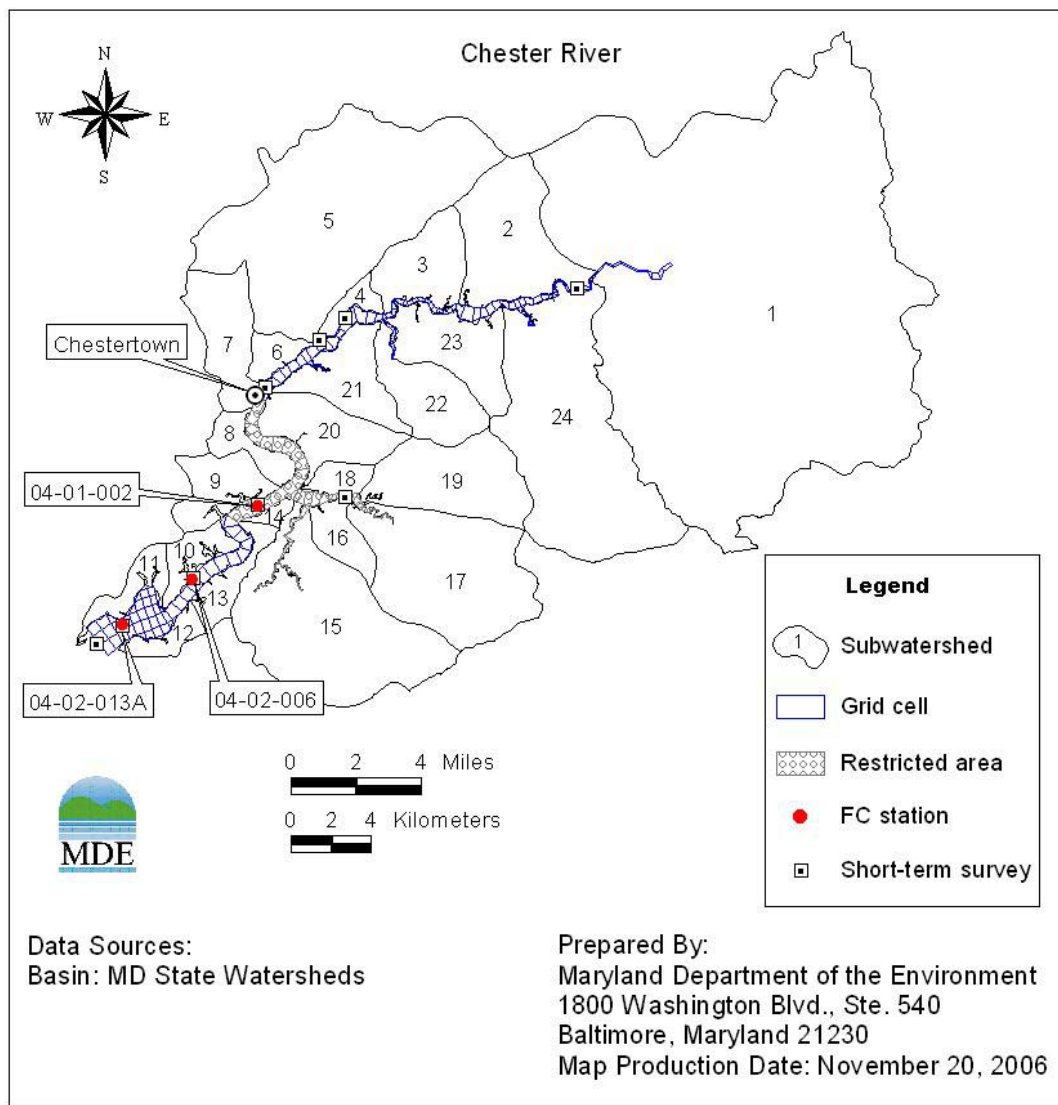 Chester River
N
W E
S
5
2
3
4
1
7
6
23
Chestertown
21
22
24
8
20
9
18
19
04-01-002
14
16
10
11
17
13
12
15
04-02-013A
04-02-006
0 2 4 Miles
0 2 4 Kilometers
MDE
Legend
1 Subwatershed
Grid cell
Restricted area
FC station
Short-term survey
Data Sources:
Basin: MD State Watersheds
Prepared By:
Maryland Department of the Environment
1800 Washington Blvd., Ste. 540
Baltimore, Maryland 21230
Map Production Date: November 20, 2006